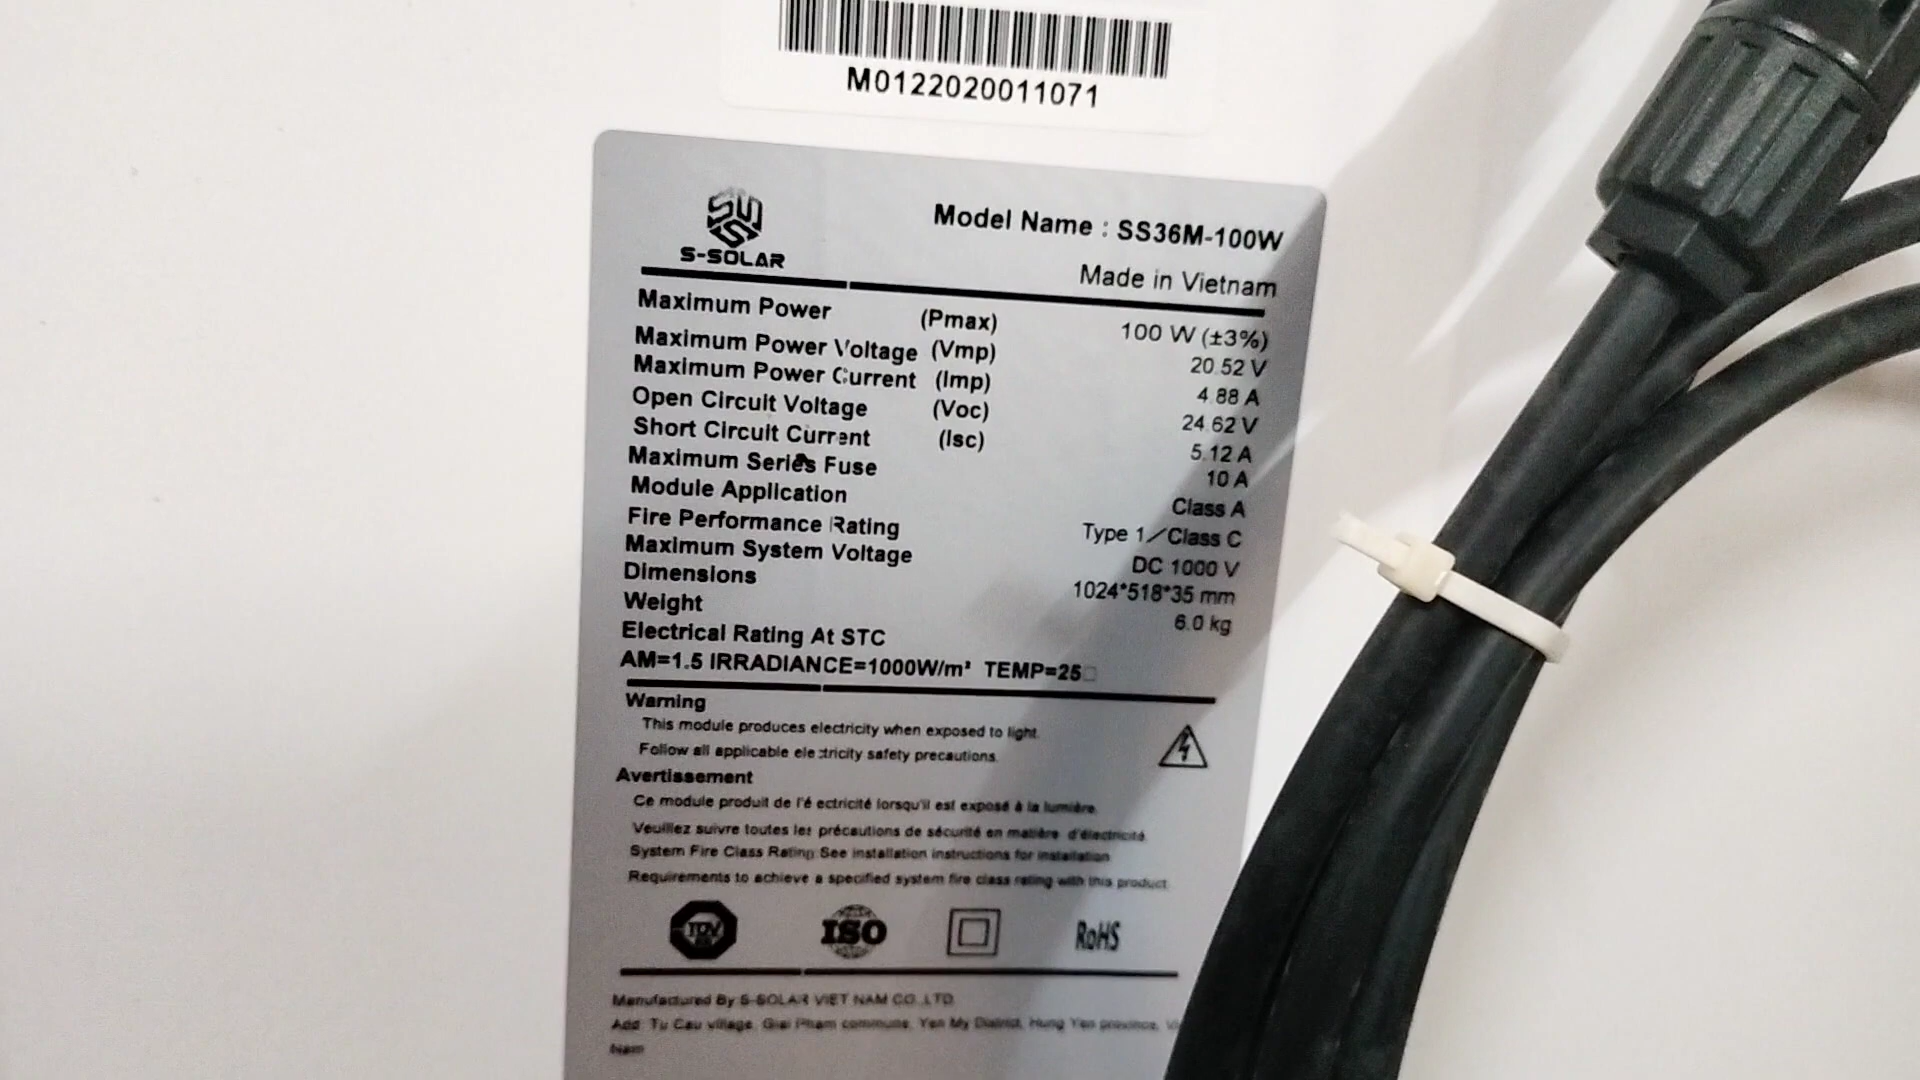 M0122020011071
S-SOLAR
Model Name : SS36M-100W
Made in Vietnam
Maximum Power (Pmax) 100 W (±3%)
Maximum Power Voltage (Vmp) 20.52 V
Maximum Power Current (Imp) 4.88 A
Open Circuit Voltage (Voc) 24.62 V
Short Circuit Current (Isc) 5.12 A
Maximum Series Fuse 10 A
Module Application Class A
Fire Performance Rating Type 1/Class C
Maximum System Voltage DC 1000 V
Dimensions 1024*518*35 mm
Weight 6.0 kg
Electrical Rating At STC
AM=1.5 IRRADIANCE=1000W/m² TEMP=25□
Warning
This module produces electricity when exposed to light.
Follow all applicable electricity safety precautions.
Avertissement
Ce module produit de l'électricité lorsqu'il est exposé à la lumière.
Veuillez suivre toutes les précautions de sécurité en matière d'électricité.
System Fire Class Rating: See installation instructions for installation
Requirements to achieve a specified system fire class rating with this product.
ISO
RoHS
Manufactured By:S-SOLAR VIET NAM CO.,LTD
Add: Tu Cau village, Giai Pham commune, Yen My District, Hung Yen province,
Nam